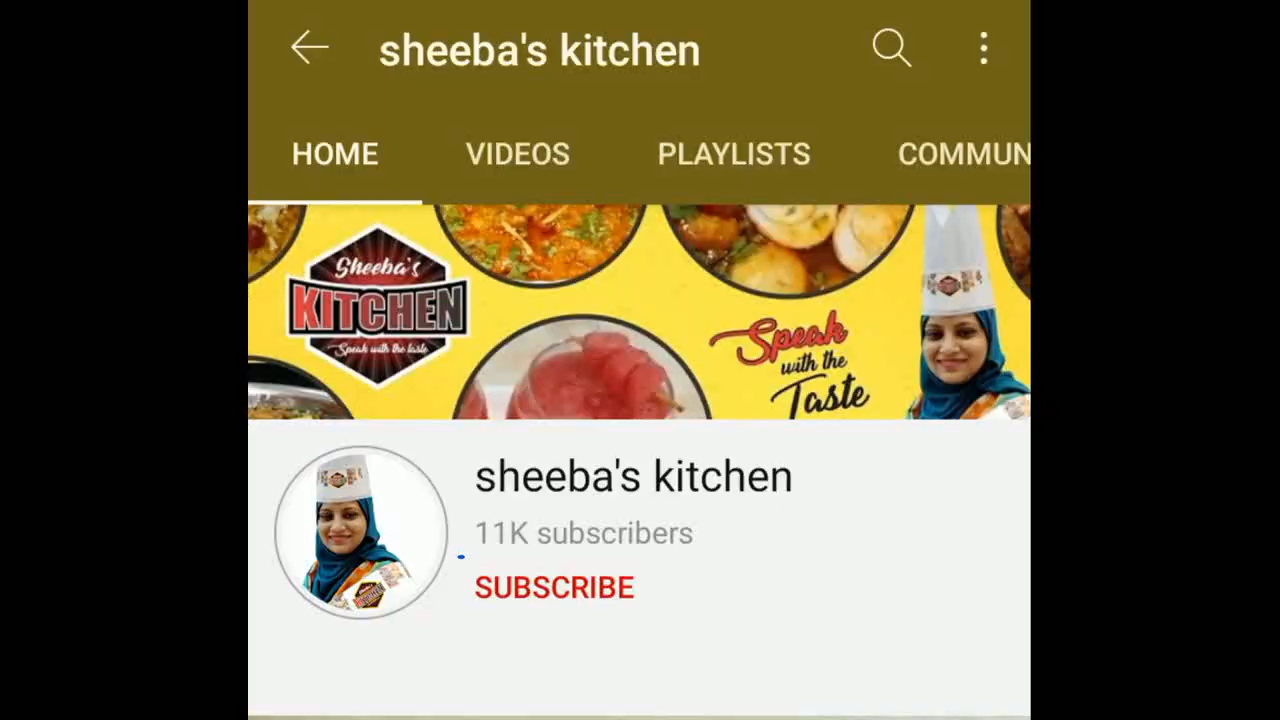 sheeba's kitchen
HOME VIDEOS PLAYLISTS COMMUN
Sheeba's
KITCHEN
Speak with the taste
Speak
with the
Taste
sheeba's kitchen
11K subscribers
SUBSCRIBE